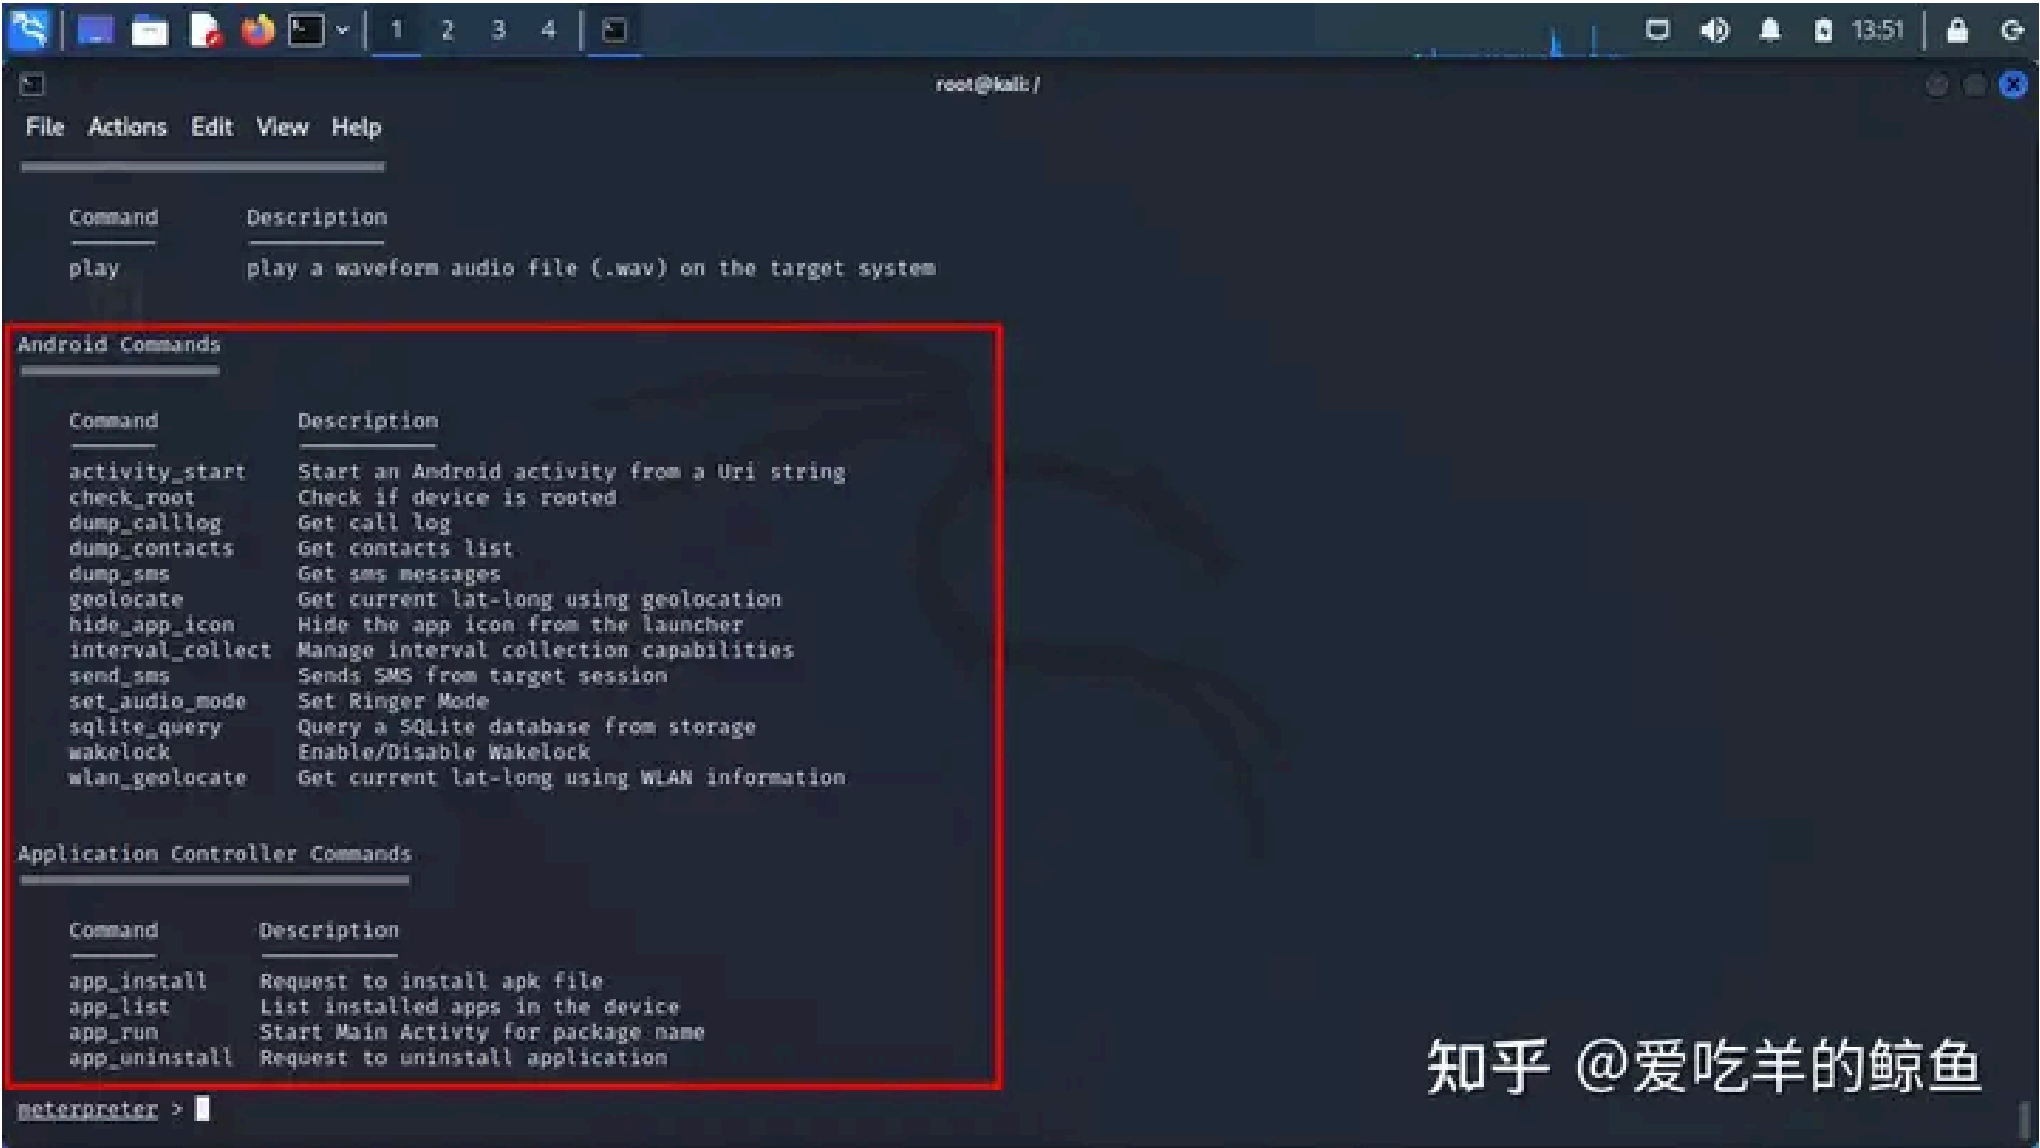 1 2 3 4 13:51
root@kali: /
File Actions Edit View Help
Command Description
play play a waveform audio file (.wav) on the target system
Android Commands
Command Description
activity_start Start an Android activity from a Uri string
check_root Check if device is rooted
dump_calllog Get call log
dump_contacts Get contacts list
dump_sms Get sms messages
geolocate Get current lat-long using geolocation
hide_app_icon Hide the app icon from the launcher
interval_collect Manage interval collection capabilities
send_sms Sends SMS from target session
set_audio_mode Set Ringer Mode
sqlite_query Query a SQLite database from storage
wakelock Enable/Disable Wakelock
wlan_geolocate Get current lat-long using WLAN information
Application Controller Commands
Command Description
app_install Request to install apk file
app_list List installed apps in the device
app_run Start Main Activty for package name
app_uninstall Request to uninstall application
meterpreter >
知乎 @爱吃羊的鲸鱼